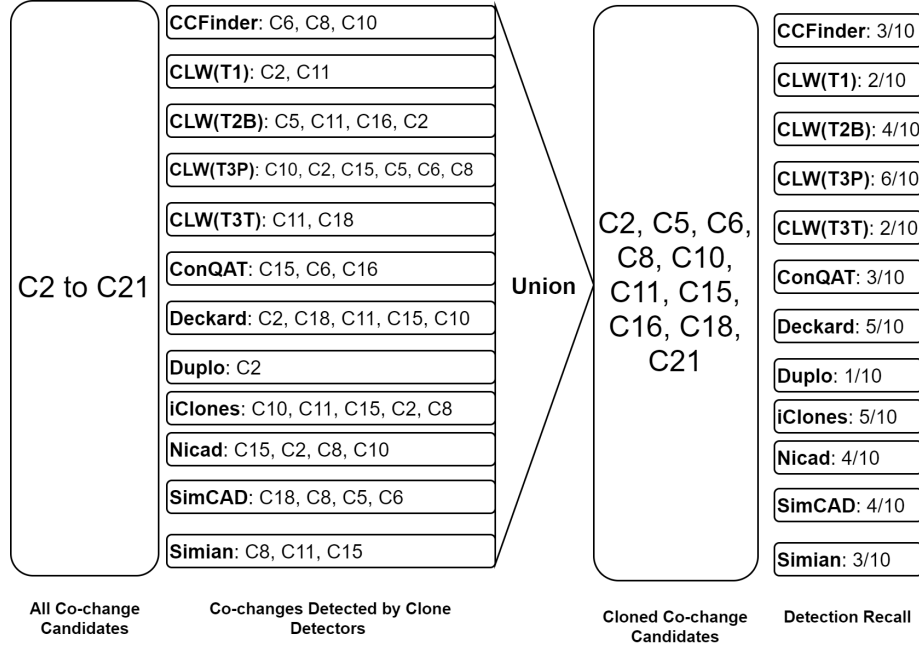 C2 to C21
All Co-change
Candidates
CCFinder: C6, C8, C10
CLW(T1): C2, C11
CLW(T2B): C5, C11, C16, C2
CLW(T3P): C10, C2, C15, C5, C6, C8
CLW(T3T): C11, C18
ConQAT: C15, C6, C16
Deckard: C2, C18, C11, C15, C10
Duplo: C2
iClones: C10, C11, C15, C2, C8
Nicad: C15, C2, C8, C10
SimCAD: C18, C8, C5, C6
Simian: C8, C11, C15
Co-changes Detected by Clone
Detectors
Union
C2, C5, C6,
C8, C10,
C11, C15,
C16, C18,
C21
Cloned Co-change
Candidates
CCFinder: 3/10
CLW(T1): 2/10
CLW(T2B): 4/10
CLW(T3P): 6/10
CLW(T3T): 2/10
ConQAT: 3/10
Deckard: 5/10
Duplo: 1/10
iClones: 5/10
Nicad: 4/10
SimCAD: 4/10
Simian: 3/10
Detection Recall